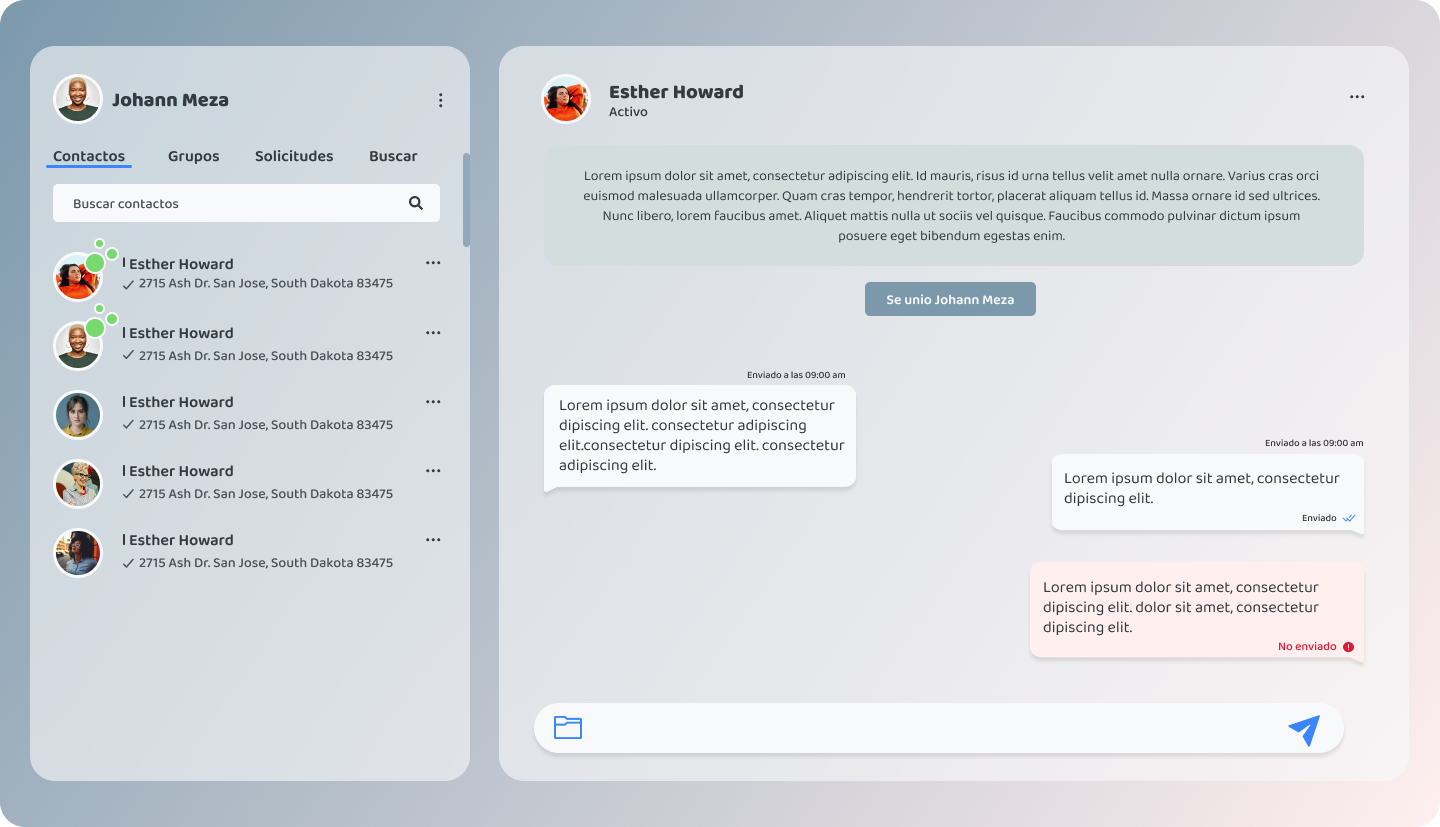 Johann Meza
Contactos Grupos Solicitudes Buscar
Buscar contactos
| Esther Howard
2715 Ash Dr. San Jose, South Dakota 83475
| Esther Howard
2715 Ash Dr. San Jose, South Dakota 83475
| Esther Howard
2715 Ash Dr. San Jose, South Dakota 83475
| Esther Howard
2715 Ash Dr. San Jose, South Dakota 83475
| Esther Howard
2715 Ash Dr. San Jose, South Dakota 83475
Esther Howard
Activo
Lorem ipsum dolor sit amet, consectetur adipiscing elit. Id mauris, risus id urna tellus velit amet nulla ornare. Varius cras orci
euismod malesuada ullamcorper. Quam cras tempor, hendrerit tortor, placerat aliquam tellus id. Massa ornare id sed ultrices.
Nunc libero, lorem faucibus amet. Aliquet mattis nulla ut sociis vel quisque. Faucibus commodo pulvinar dictum ipsum
posuere eget bibendum egestas enim.
Se unio Johann Meza
Enviado a las 09:00 am
Lorem ipsum dolor sit amet, consectetur
dipiscing elit. consectetur adipiscing
elit.consectetur dipiscing elit. consectetur
adipiscing elit.
Enviado a las 09:00 am
Lorem ipsum dolor sit amet, consectetur
dipiscing elit.
Enviado
Lorem ipsum dolor sit amet, consectetur
dipiscing elit. dolor sit amet, consectetur
dipiscing elit.
No enviado